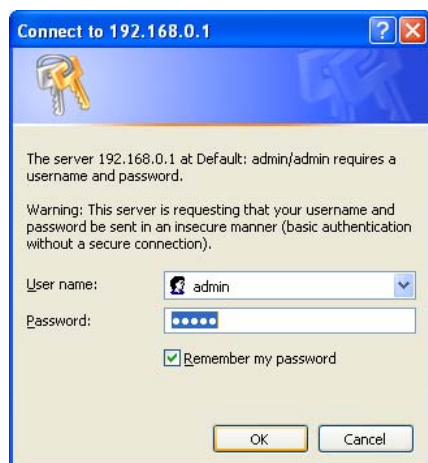 Connect to 192.168.0.1
The server 192.168.0.1 at Default: admin/admin requires a
username and password.
Warning: This server is requesting that your username and
password be sent in an insecure manner (basic authentication
without a secure connection).
User name:
admin
Password:
•••••
Remember my password
OK
Cancel